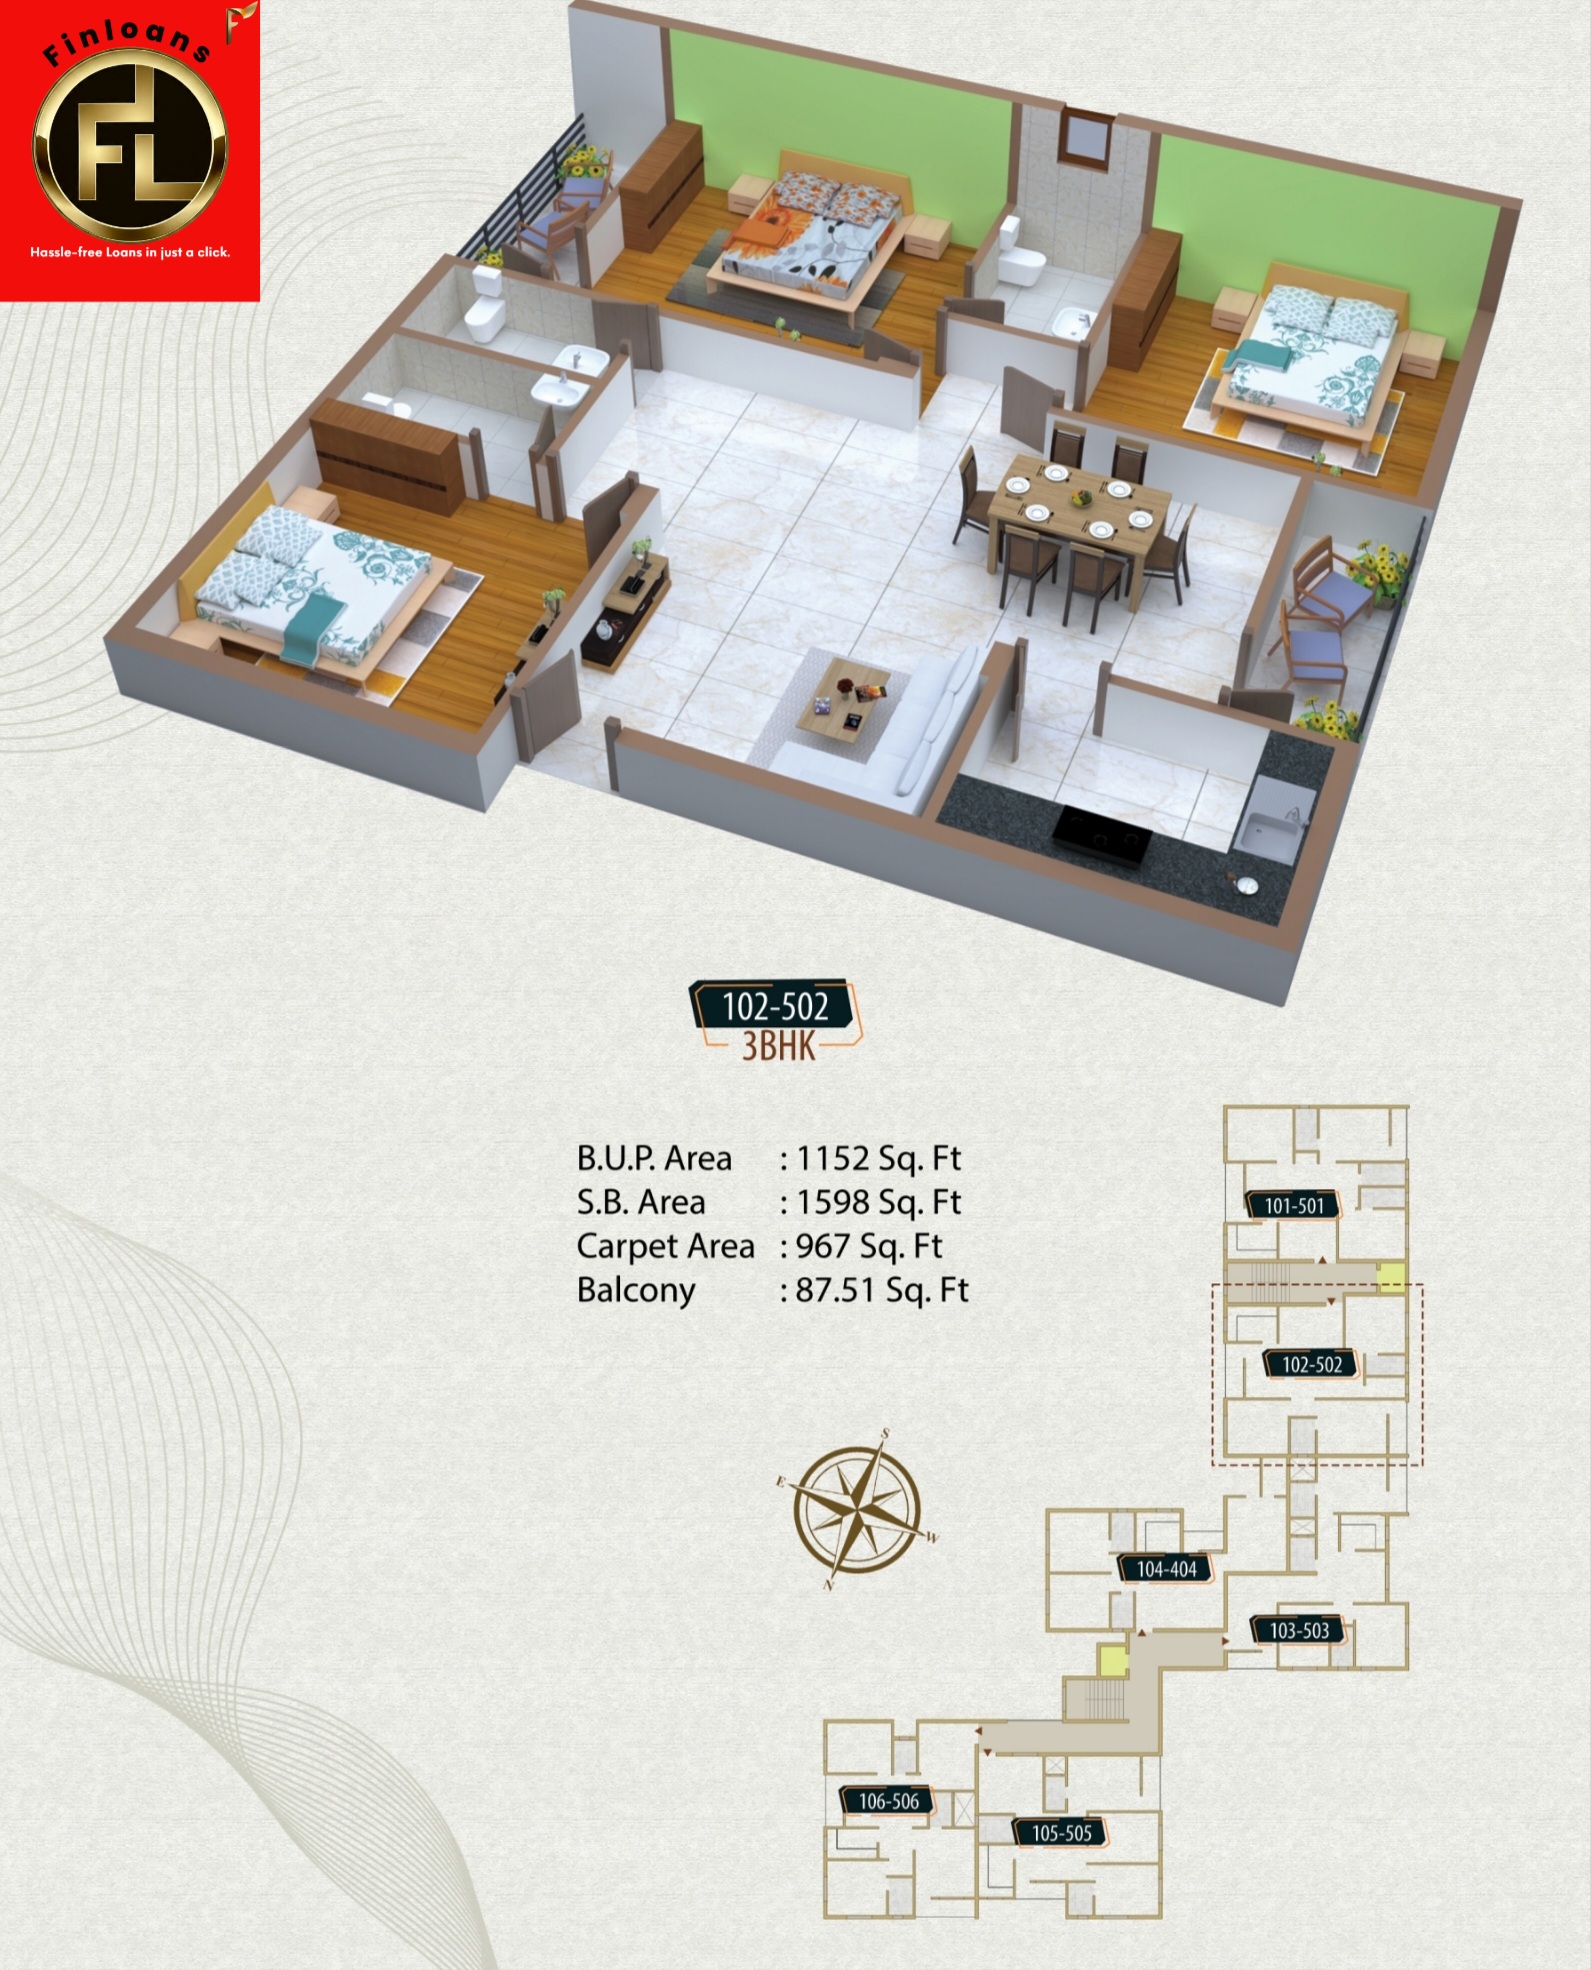 Finloans
F
FL
Hassle-free Loans in just a click.
102-502
3BHK
B.U.P. Area : 1152 Sq. Ft
S.B. Area : 1598 Sq. Ft
Carpet Area : 967 Sq. Ft
Balcony : 87.51 Sq. Ft
101-501
102-502
S
E
W
N
104-404
103-503
106-506
105-505